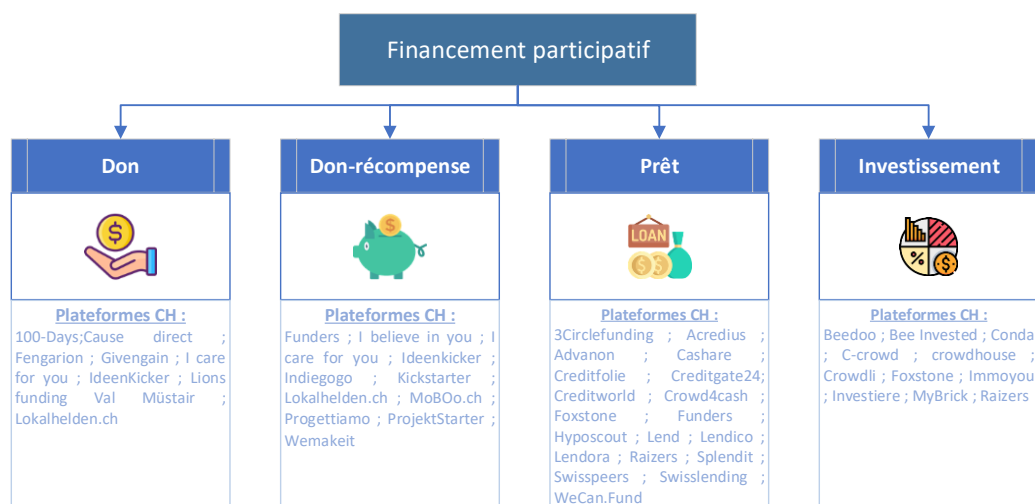 Financement participatif
Don
Don-récompense
Prêt
Investissement
LOAN
Plateformes CH :
100-Days;Cause direct ;
Fengarion ; Givengain ; I care
for you ; IdeenKicker ; Lions
funding Val Müstair ;
Lokalhelden.ch
Plateformes CH :
Funders ; I believe in you ; I
care for you ; Ideenkicker ;
Indiegogo ; Kickstarter ;
Lokalhelden.ch ; MoBOo.ch ;
Progettiamo ; ProjektStarter ;
Wemakeit
Plateformes CH :
3Circlefunding ; Acredius ;
Advanon ; Cashare ;
Creditfolie ; Creditgate24;
Creditworld ; Crowd4cash ;
Foxstone ; Funders ;
Hyposcout ; Lend ; Lendico ;
Lendora ; Raizers ; Splendit ;
Swisspeers ; Swisslending ;
WeCan.Fund
Plateformes CH :
Beedoo ; Bee Invested ; Conda
; C-crowd ; crowdhouse ;
Crowdli ; Foxstone ; Immoyou
; Investiere ; MyBrick ; Raizers